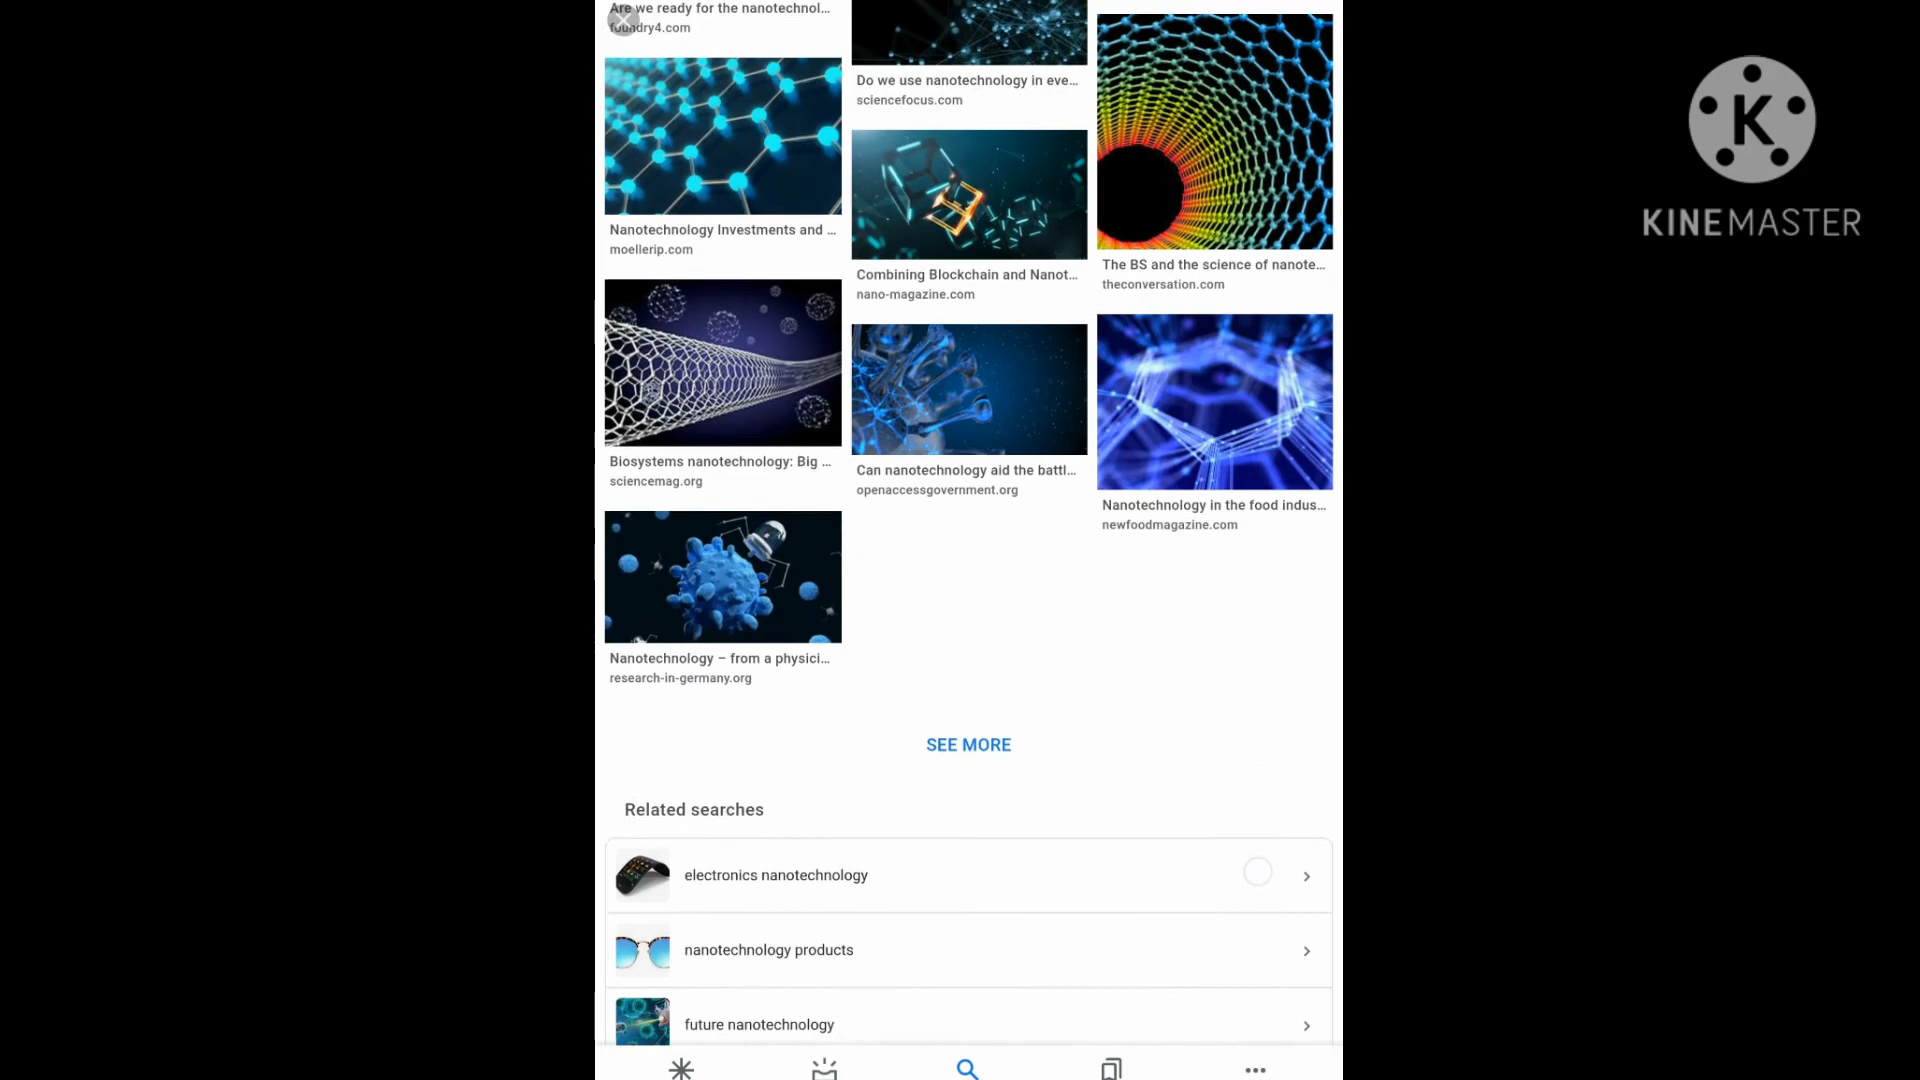 Are we ready for the nanotechnol...
foundry4.com
Nanotechnology Investments and ...
moellerip.com
Biosystems nanotechnology: Big ...
sciencemag.org
Nanotechnology – from a physici...
research-in-germany.org
Do we use nanotechnology in eve...
sciencefocus.com
Combining Blockchain and Nanot...
nano-magazine.com
Can nanotechnology aid the battl...
openaccessgovernment.org
The BS and the science of nanote...
theconversation.com
Nanotechnology in the food indus...
newfoodmagazine.com
SEE MORE
Related searches
electronics nanotechnology
nanotechnology products
future nanotechnology
K
KINEMASTER